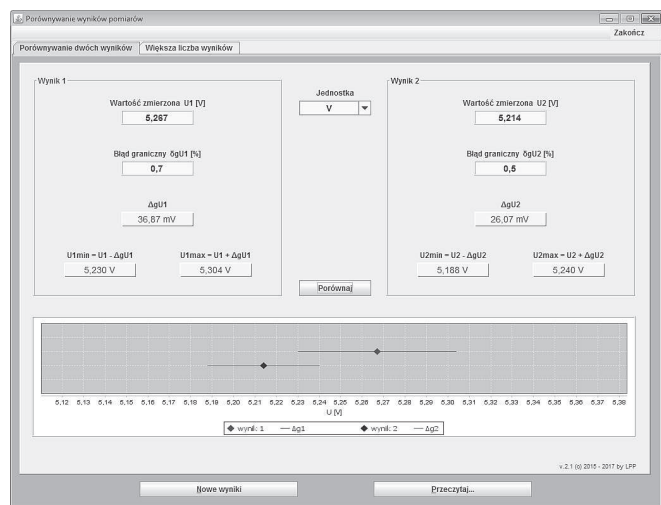 Porównywanie wyników pomiarów
Zakończ
Porównywanie dwóch wyników Większa liczba wyników
Wynik 1
Wartość zmierzona U1 [V]
5,267
Błąd graniczny δgU1 [%]
0,7
ΔgU1
36,87 mV
U1min = U1 - ΔgU1 U1max = U1 + ΔgU1
5,230 V 5,304 V
Jednostka
V
Porównaj
Wynik 2
Wartość zmierzona U2 [V]
5,214
Błąd graniczny δgU2 [%]
0,5
ΔgU2
26,07 mV
U2min = U2 - ΔgU2 U2max = U2 + ΔgU2
5,188 V 5,240 V
5,12 5,13 5,14 5,15 5,16 5,17 5,18 5,19 5,20 5,21 5,22 5,23 5,24 5,25 5,26 5,27 5,28 5,29 5,30 5,31 5,32 5,33 5,34 5,35 5,36 5,37 5,38
U [V]
wynik 1 Δg1 wynik 2 Δg2
v.2.1 (c) 2015 - 2017 by LPP
Nowe wyniki Przeczytaj...